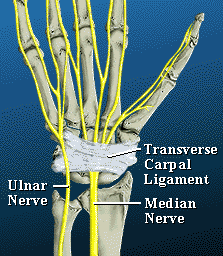 Transverse
Carpal
Ligament
Ulnar
Nerve
Median
Nerve